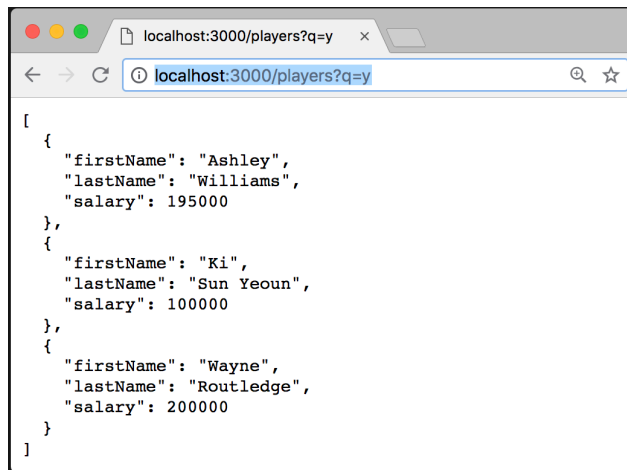 localhost:3000/players?q=y
localhost:3000/players?q=y
[
  {
    "firstName": "Ashley",
    "lastName": "Williams",
    "salary": 195000
  },
  {
    "firstName": "Ki",
    "lastName": "Sun Yeoun",
    "salary": 100000
  },
  {
    "firstName": "Wayne",
    "lastName": "Routledge",
    "salary": 200000
  }
]